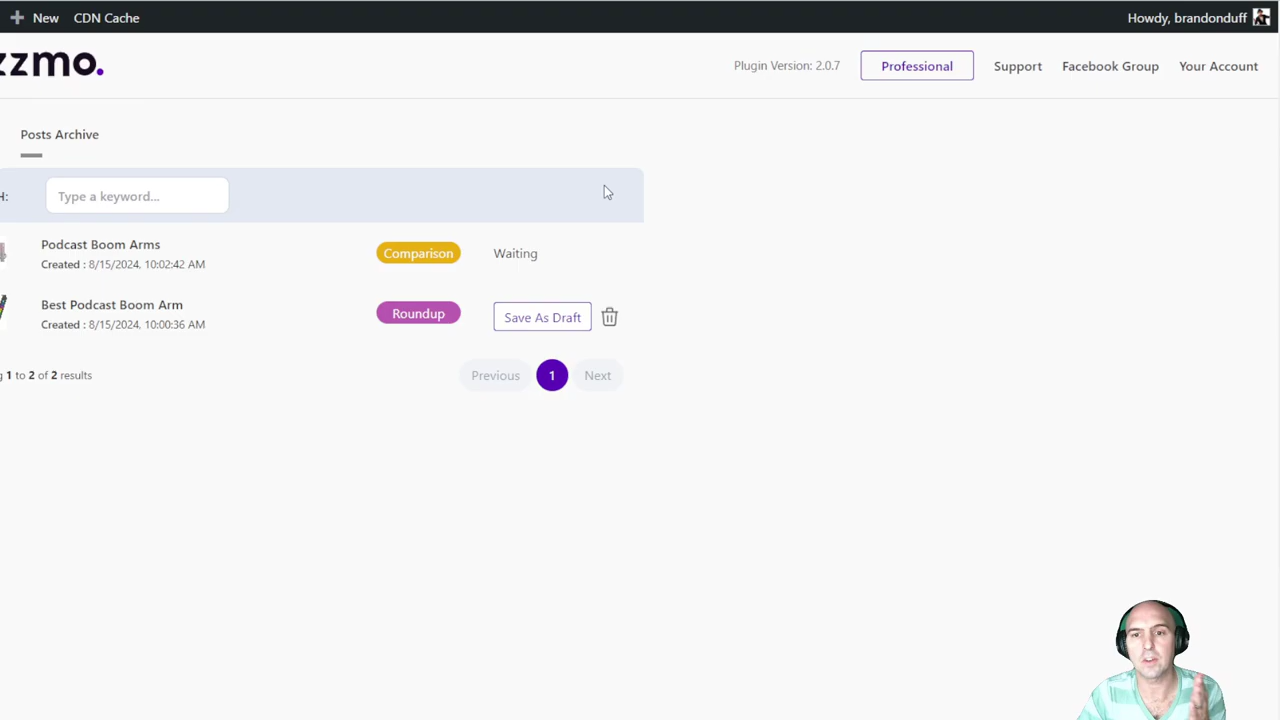 New CDN Cache Howdy, brandonduff
zzmo.
Plugin Version: 2.0.7 Professional Support Facebook Group Your Account
Posts Archive
H: Type a keyword...
Podcast Boom Arms Comparison Waiting
Created : 8/15/2024, 10:02:42 AM
Best Podcast Boom Arm Roundup Save As Draft
Created : 8/15/2024, 10:00:36 AM
g 1 to 2 of 2 results Previous 1 Next